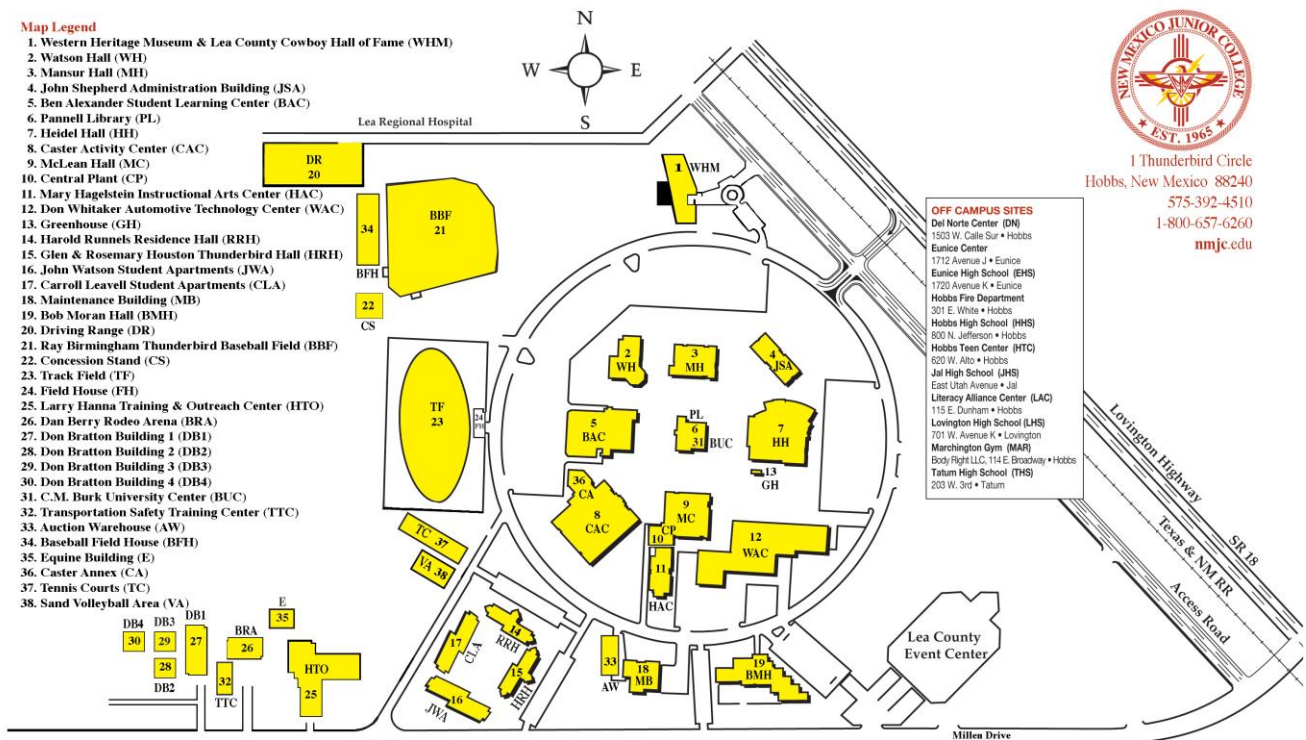 Map Legend
1. Western Heritage Museum & Lea County Cowboy Hall of Fame (WHM)
2. Watson Hall (WH)
3. Mansur Hall (MH)
4. John Shepherd Administration Building (JSA)
5. Ben Alexander Student Learning Center (BAC)
6. Pannell Library (PL)
7. Heidel Hall (HH)
8. Caster Activity Center (CAC)
9. McLean Hall (MC)
10. Central Plant (CP)
11. Mary Hagelstein Instructional Arts Center (HAC)
12. Don Whitaker Automotive Technology Center (WAC)
13. Greenhouse (GH)
14. Harold Runnels Residence Hall (RRH)
15. Glen & Rosemary Houston Thunderbird Hall (HRH)
16. John Watson Student Apartments (JWA)
17. Carroll Leavell Student Apartments (CLA)
18. Maintenance Building (MB)
19. Bob Moran Hall (BMH)
20. Driving Range (DR)
21. Ray Birmingham Thunderbird Baseball Field (BBF)
22. Concession Stand (CS)
23. Track Field (TF)
24. Field House (FH)
25. Larry Hanna Training & Outreach Center (HTO)
26. Dan Berry Rodeo Arena (BRA)
27. Don Bratton Building 1 (DB1)
28. Don Bratton Building 2 (DB2)
29. Don Bratton Building 3 (DB3)
30. Don Bratton Building 4 (DB4)
31. C.M. Burk University Center (BUC)
32. Transportation Safety Training Center (TTC)
33. Auction Warehouse (AW)
34. Baseball Field House (BFH)
35. Equine Building (E)
36. Caster Annex (CA)
37. Tennis Courts (TC)
38. Sand Volleyball Area (VA)
N
W
E
S
NEW MEXICO JUNIOR COLLEGE
NM
★ EST. 1965 ★
1 Thunderbird Circle
Hobbs, New Mexico 88240
575-392-4510
1-800-657-6260
nmjc.edu
OFF CAMPUS SITES
Del Norte Center (DN)
1503 W. Calle Sur • Hobbs
Eunice Center
1712 Avenue J • Eunice
Eunice High School (EHS)
1720 Avenue K • Eunice
Hobbs Fire Department
301 E. White • Hobbs
Hobbs High School (HHS)
800 N. Jefferson • Hobbs
Hobbs Teen Center (HTC)
620 W. Alto • Hobbs
Jal High School (JHS)
East Utah Avenue • Jal
Literacy Alliance Center (LAC)
115 E. Dunham • Hobbs
Lovington High School (LHS)
701 W. Avenue K • Lovington
Marchington Gym (MAR)
Body Right LLC, 114 E. Broadway • Hobbs
Tatum High School (THS)
203 W. 3rd • Tatum
Lea Regional Hospital
DR
20
1
WHM
34
BFH
BBF
21
22
CS
2
WH
3
MH
4
JSA
TF
23
24
FH
5
BAC
PL
6
31
BUC
7
HH
13
GH
36
CA
8
CAC
9
MC
CP
10
11
HAC
12
WAC
TC 37
VA 38
E
35
DB4
30
DB3
29
DB1
27
BRA
26
28
DB2
32
TTC
HTO
25
17
CLA
14
RRH
15
HRH
16
JWA
33
AW
18
MB
19
BMH
Lea County
Event Center
Millen Drive
Lovington Highway
SR 18
Texas & NM RR
Access Road